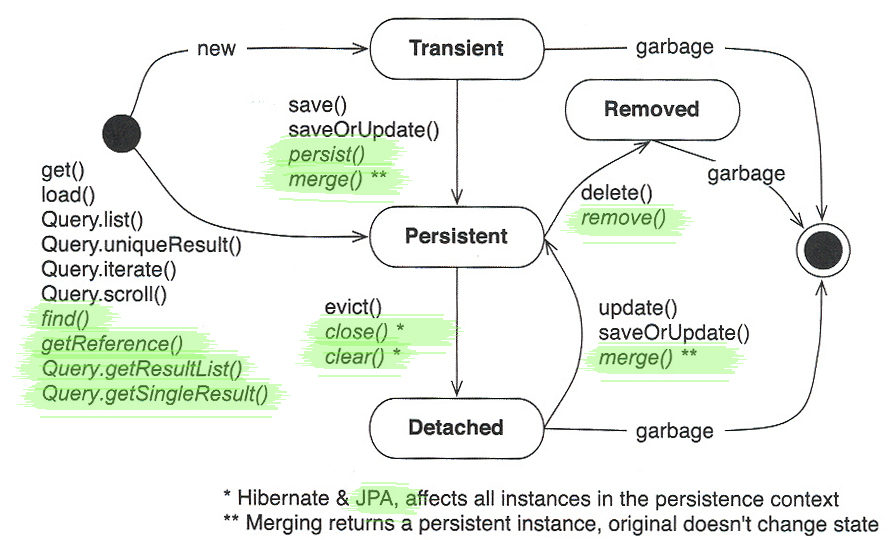 new
Transient
garbage
save()
saveOrUpdate()
persist()
merge() **
Removed
garbage
get()
load()
Query.list()
Query.uniqueResult()
Query.iterate()
Query.scroll()
find()
getReference()
Query.getResultList()
Query.getSingleResult()
delete()
remove()
Persistent
evict()
close() *
clear() *
update()
saveOrUpdate()
merge() **
Detached
garbage
* Hibernate & JPA, affects all instances in the persistence context
** Merging returns a persistent instance, original doesn't change state